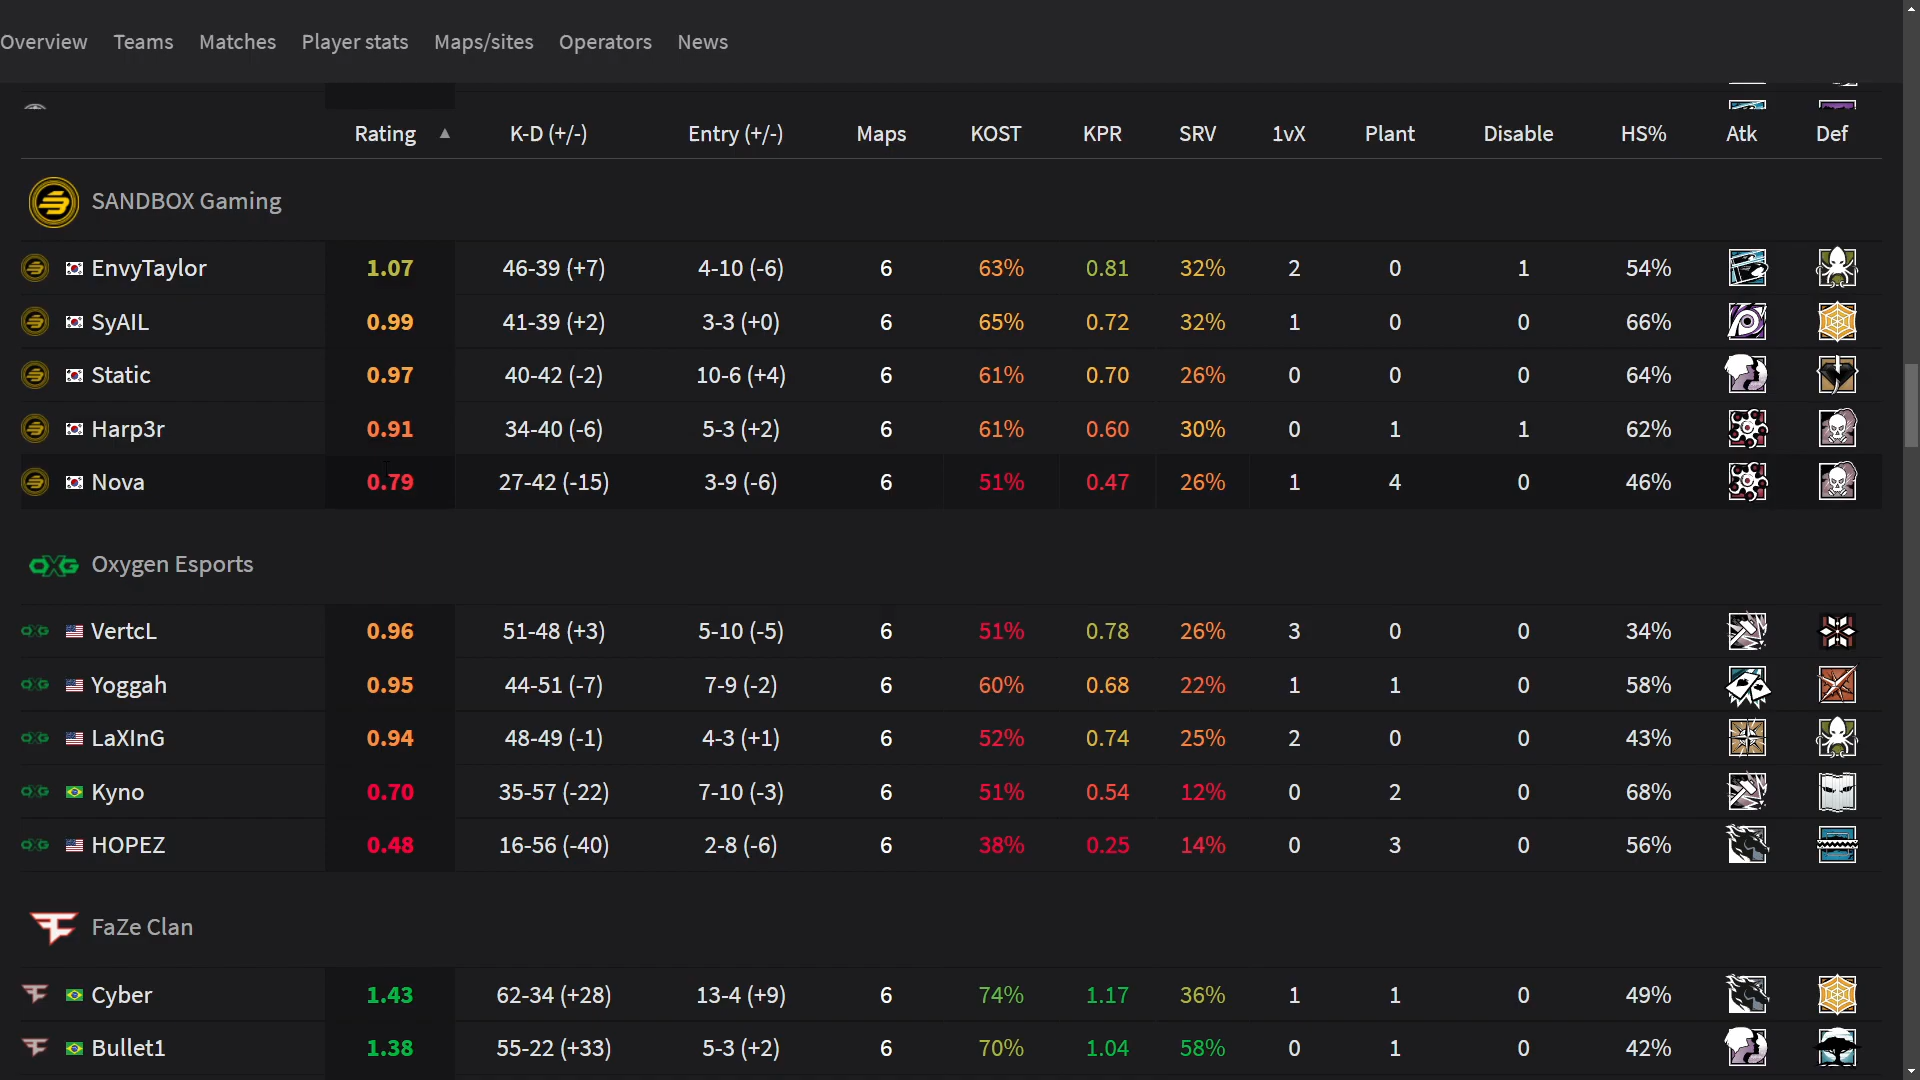 Overview Teams Matches Player stats Maps/sites Operators News
Rating ▲ K-D (+/-) Entry (+/-) Maps KOST KPR SRV 1vX Plant Disable HS% Atk Def
SANDBOX Gaming
EnvyTaylor 1.07 46-39 (+7) 4-10 (-6) 6 63% 0.81 32% 2 0 1 54%
SyAIL 0.99 41-39 (+2) 3-3 (+0) 6 65% 0.72 32% 1 0 0 66%
Static 0.97 40-42 (-2) 10-6 (+4) 6 61% 0.70 26% 0 0 0 64%
Harp3r 0.91 34-40 (-6) 5-3 (+2) 6 61% 0.60 30% 0 1 1 62%
Nova 0.79 27-42 (-15) 3-9 (-6) 6 51% 0.47 26% 1 4 0 46%
OXG Oxygen Esports
OXG VertcL 0.96 51-48 (+3) 5-10 (-5) 6 51% 0.78 26% 3 0 0 34%
OXG Yoggah 0.95 44-51 (-7) 7-9 (-2) 6 60% 0.68 22% 1 1 0 58%
OXG LaXInG 0.94 48-49 (-1) 4-3 (+1) 6 52% 0.74 25% 2 0 0 43%
OXG Kyno 0.70 35-57 (-22) 7-10 (-3) 6 51% 0.54 12% 0 2 0 68%
OXG HOPEZ 0.48 16-56 (-40) 2-8 (-6) 6 38% 0.25 14% 0 3 0 56%
FaZe Clan
Cyber 1.43 62-34 (+28) 13-4 (+9) 6 74% 1.17 36% 1 1 0 49%
Bullet1 1.38 55-22 (+33) 5-3 (+2) 6 70% 1.04 58% 0 1 0 42%